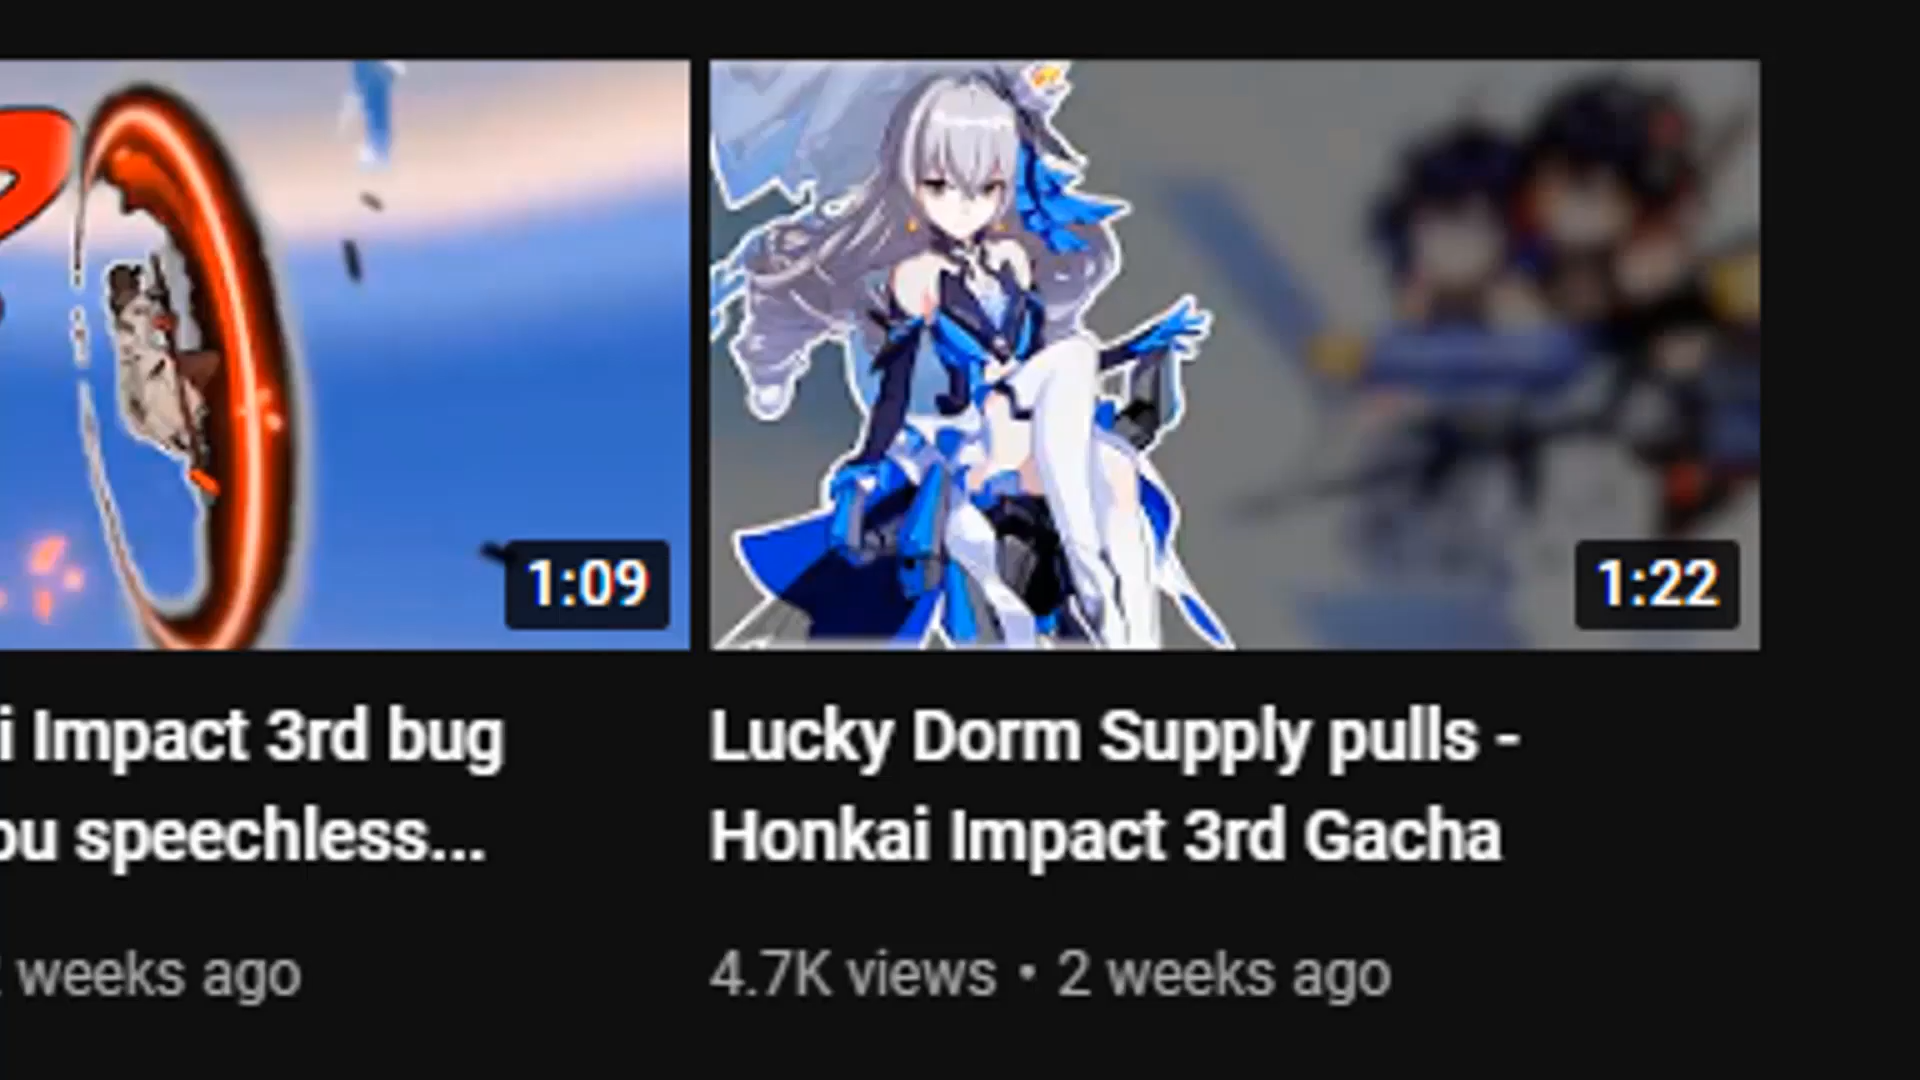 1:09
1:22
i Impact 3rd bug
ou speechless...
weeks ago
Lucky Dorm Supply pulls -
Honkai Impact 3rd Gacha
4.7K views • 2 weeks ago